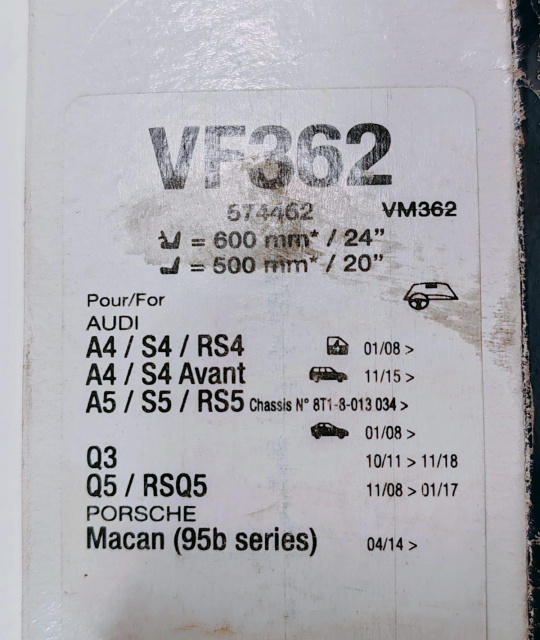 VF362
574462 VM362
= 600 mm* / 24”
= 500 mm* / 20”
Pour/For
AUDI
A4 / S4 / RS4 01/08 >
A4 / S4 Avant 11/15 >
A5 / S5 / RS5 Chassis N° 8T1-8-013 034 >
01/08 >
Q3 10/11 > 11/18
Q5 / RSQ5 11/08 > 01/17
PORSCHE
Macan (95b series) 04/14 >